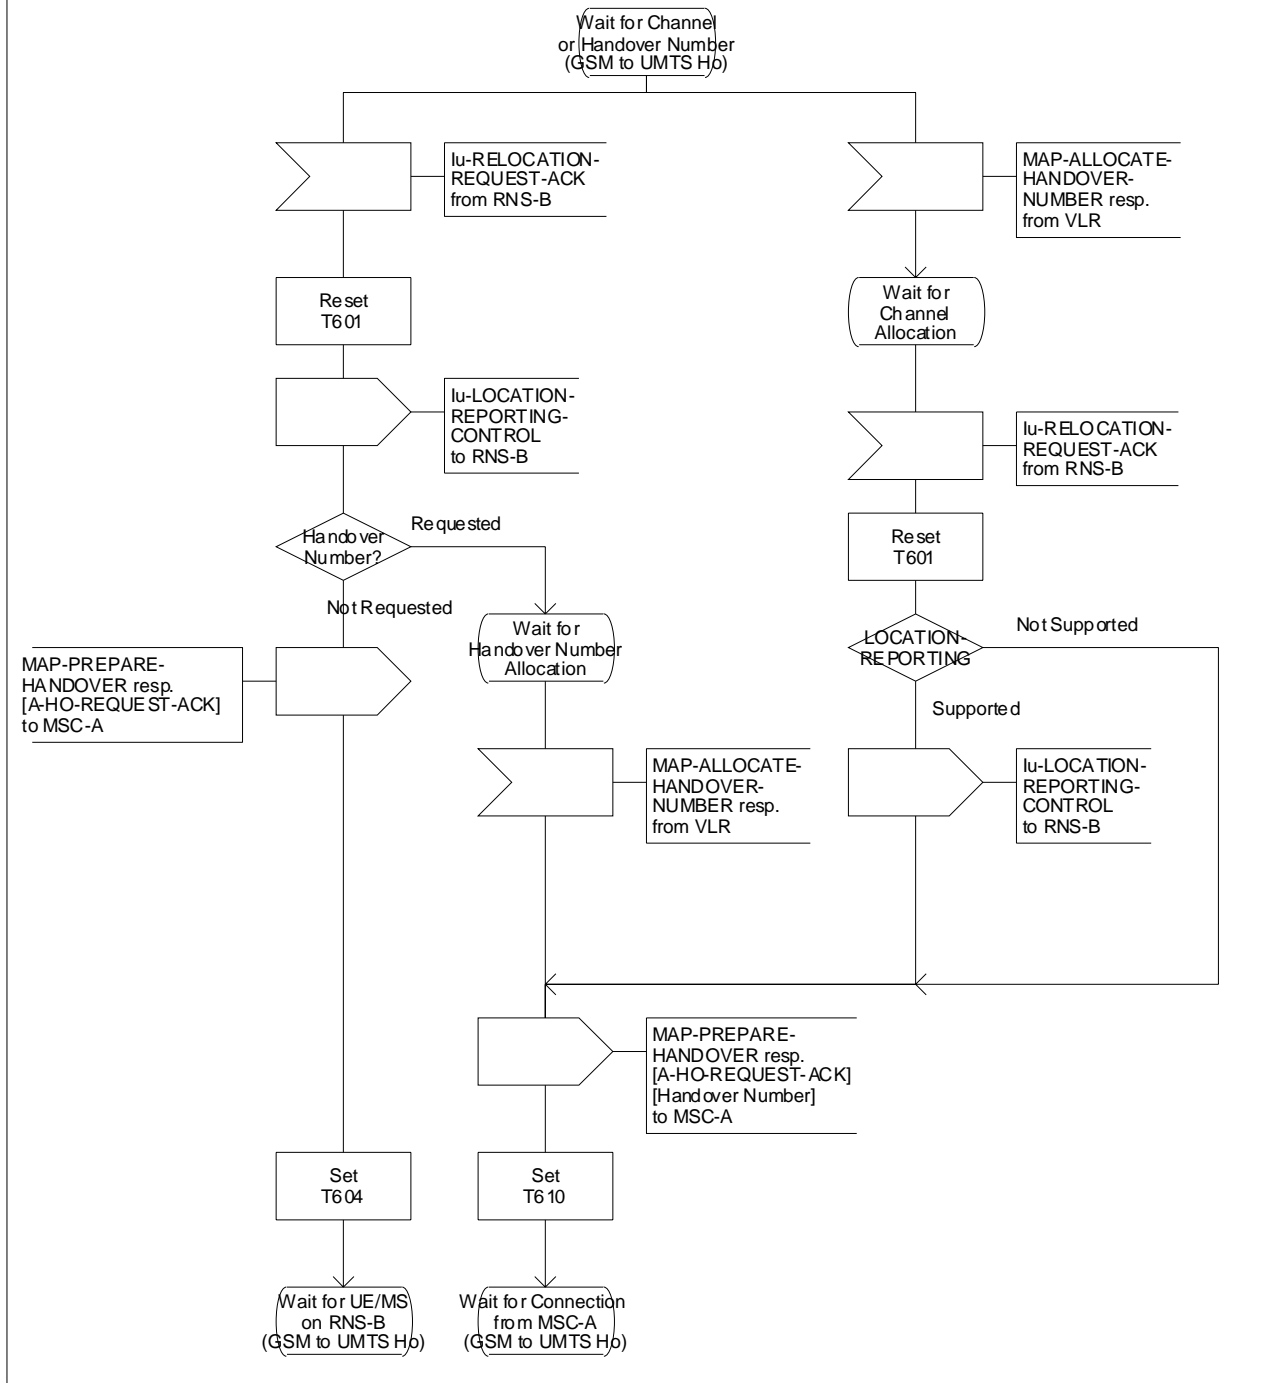 Wait for Channel
or Handover Number
(GSM to UMTS Ho)
Iu-RELOCATION-
REQUEST-ACK
from RNS-B
MAP-ALLOCATE-
HANDOVER-
NUMBER resp.
from VLR
Reset
T601
Wait for
Channel
Allocation
Iu-LOCATION-
REPORTING-
CONTROL
to RNS-B
Iu-RELOCATION-
REQUEST-ACK
from RNS-B
Handover
Number?
Requested
Not Requested
Reset
T601
Wait for
Handover Number
Allocation
LOCATION-
REPORTING
Not Supported
Supported
MAP-PREPARE-
HANDOVER resp.
[A-HO-REQUEST-ACK]
to MSC-A
MAP-ALLOCATE-
HANDOVER-
NUMBER resp.
from VLR
Iu-LOCATION-
REPORTING-
CONTROL
to RNS-B
MAP-PREPARE-
HANDOVER resp.
[A-HO-REQUEST-ACK]
[Handover Number]
to MSC-A
Set
T604
Set
T610
Wait for UE/MS
on RNS-B
(GSM to UMTS Ho)
Wait for Connection
from MSC-A
(GSM to UMTS Ho)